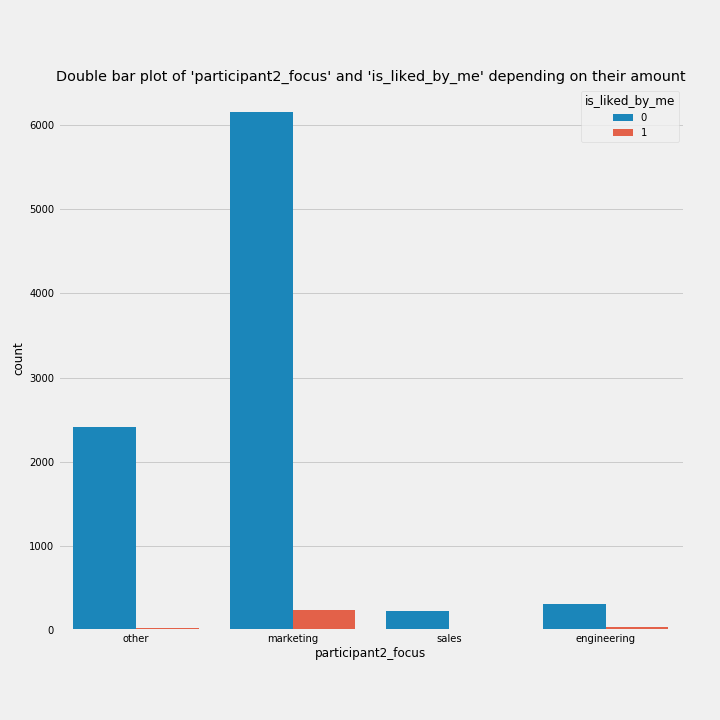 Double bar plot of 'participant2_focus' and 'is_liked_by_me' depending on their amount
is_liked_by_me
0
1
6000
5000
4000
3000
2000
1000
0
count
other marketing sales engineering
participant2_focus